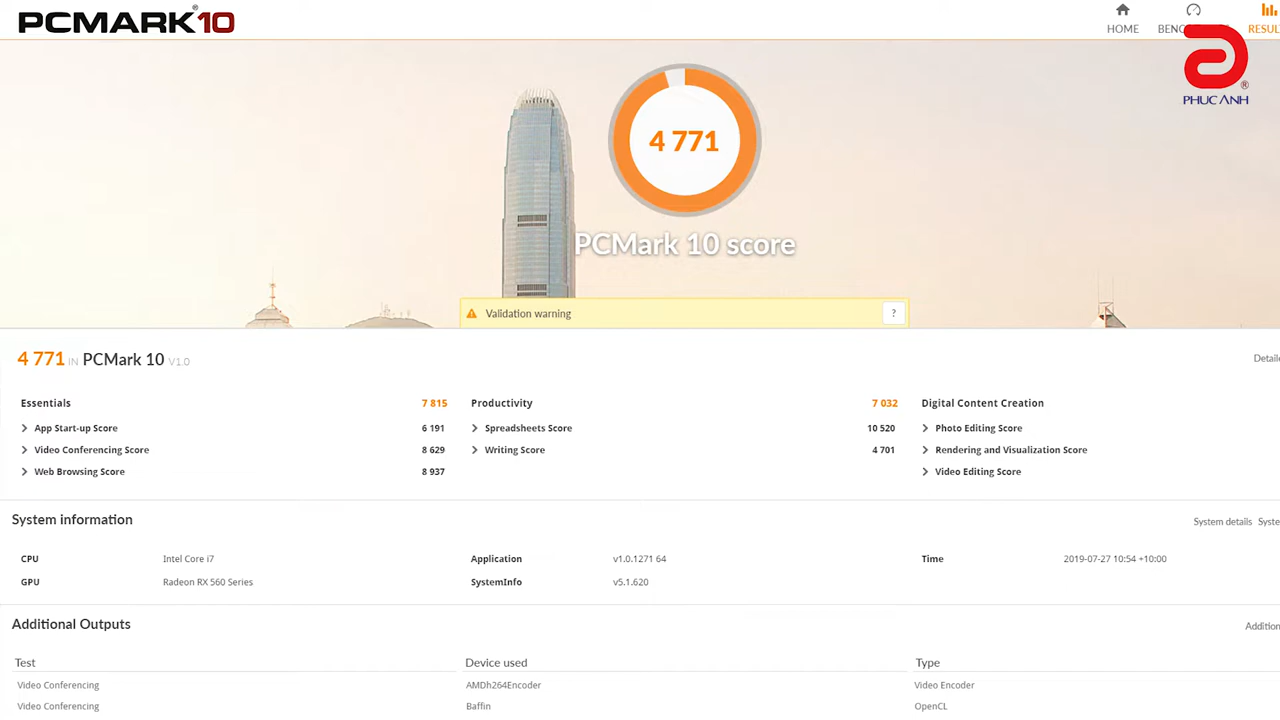 PCMARK®10
HOME
BENC
RESUL
PHUC ANH
®
4 771
PCMark 10 score
Validation warning
?
4 771 IN PCMark 10 V1.0
Detaile
Essentials 7 815
App Start-up Score 6 191
Video Conferencing Score 8 629
Web Browsing Score 8 937
Productivity 7 032
Spreadsheets Score 10 520
Writing Score 4 701
Digital Content Creation
Photo Editing Score
Rendering and Visualization Score
Video Editing Score
System information
System details Syste
CPU Intel Core i7
GPU Radeon RX 560 Series
Application v1.0.1271 64
SystemInfo v5.1.620
Time 2019-07-27 10:54 +10:00
Additional Outputs
Addition
Test Device used Type
Video Conferencing AMDh264Encoder Video Encoder
Video Conferencing Baffin OpenCL